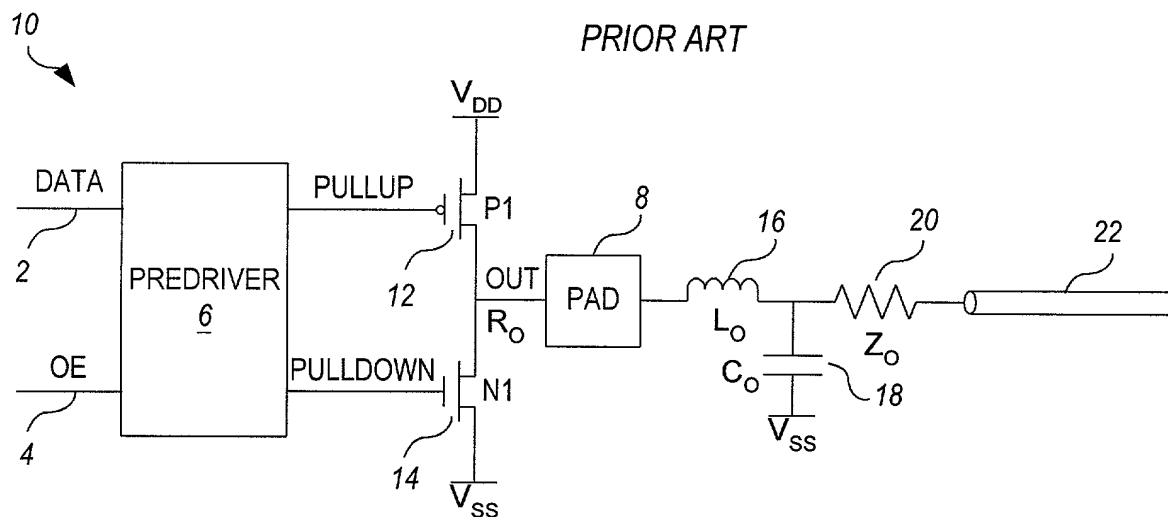 10
PRIOR ART
VDD
DATA
PULLUP
P1
8
16
20
22
2
12
OUT
PREDRIVER
6
PAD
RO
LO
ZO
OE
PULLDOWN
N1
CO
18
4
14
VSS
VSS